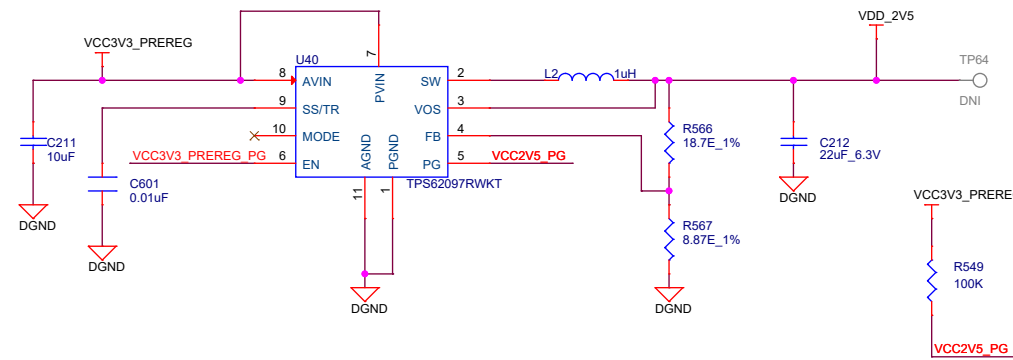 VDD_2V5
VCC3V3_PREREG
U40
7
TP64
8
AVIN
PVIN
SW
2
L2
1uH
DNI
9
SS/TR
VOS
3
10
MODE
FB
4
R566
18.7E_1%
C211
10uF
C212
22uF_6.3V
VCC3V3_PREREG_PG
6
EN
AGND
PGND
PG
5
VCC2V5_PG
TPS62097RWKT
C601
0.01uF
11
1
DGND
DGND
VCC3V3_PRERE
R567
8.87E_1%
DGND
R549
100K
DGND
DGND
VCC2V5_PG